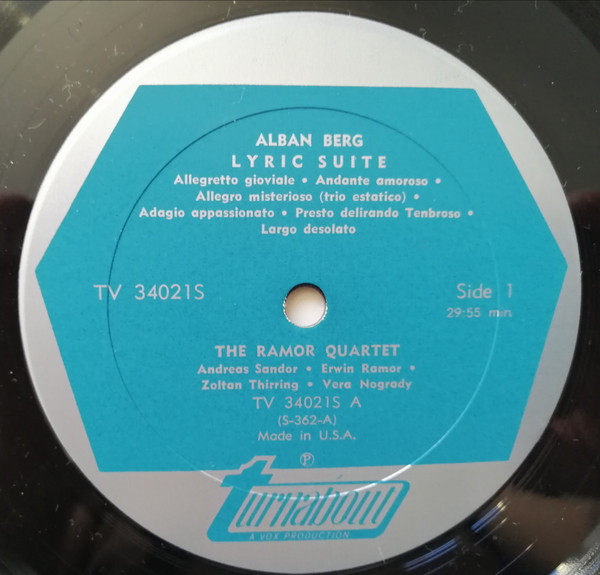 ALBAN BERG
LYRIC SUITE
Allegretto gioviale • Andante amoroso •
Allegro misterioso (trio estatico) •
Adagio appassionato • Presto delirando Tenbroso •
Largo desolato
TV 34021S
Side 1
29:55 min.
THE RAMOR QUARTET
Andreas Sandor • Erwin Ramor •
Zoltan Thirring • Vera Nogrady
TV 34021S A
(S-362-A)
Made in U.S.A.
℗
turnabout
A VOX PRODUCTION